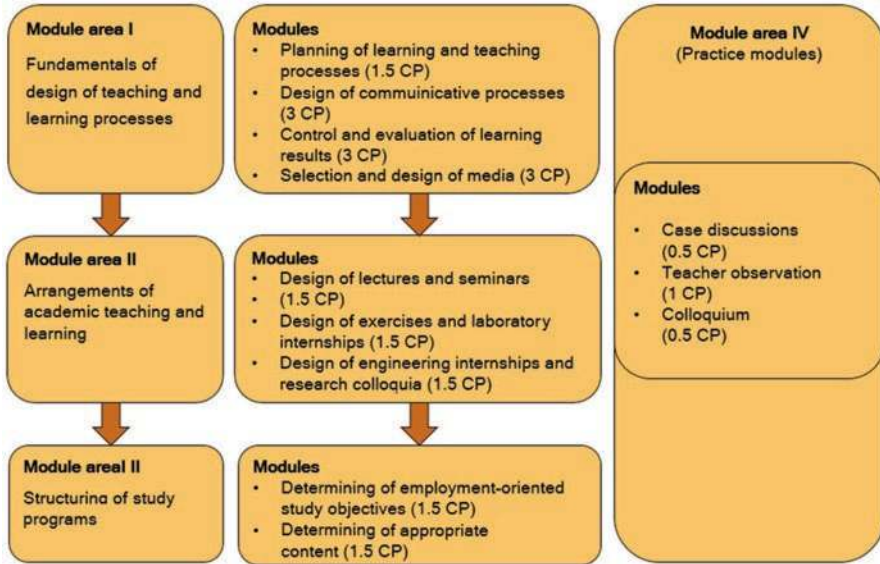 Module area I
Fundamentals of
design of teaching and
learning processes
Modules
• Planning of learning and teaching
processes (1.5 CP)
• Design of commuinicative processes
(3 CP)
• Control and evaluation of learning
results (3 CP)
• Selection and design of media (3 CP)
Module area II
Arrangements of
academic teaching and
learning
Modules
• Design of lectures and seminars
• (1.5 CP)
• Design of exercises and laboratory
internships (1.5 CP)
• Design of engineering internships and
research colloquia (1.5 CP)
Module areaI II
Structuring of study
programs
Modules
• Determining of employment-oriented
study objectives (1.5 CP)
• Determining of appropriate
content (1.5 CP)
Module area IV
(Practice modules)
Modules
• Case discussions
(0.5 CP)
• Teacher observation
(1 CP)
• Colloquium
(0.5 CP)